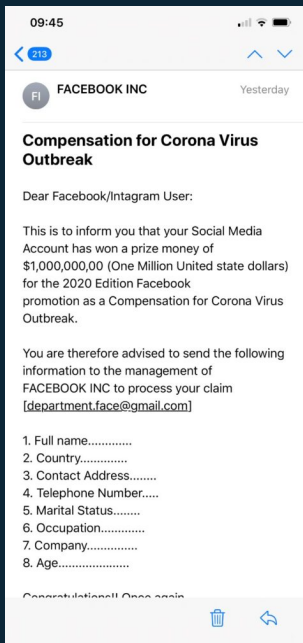 09:45
213
FI
FACEBOOK INC
Yesterday
Compensation for Corona Virus
Outbreak
Dear Facebook/Intagram User:
This is to inform you that your Social Media
Account has won a prize money of
$1,000,000,00 (One Million United state dollars)
for the 2020 Edition Facebook
promotion as a Compensation for Corona Virus
Outbreak.
You are therefore advised to send the following
information to the management of
FACEBOOK INC to process your claim
[department.face@gmail.com]
1. Full name.............
2. Country..............
3. Contact Address........
4. Telephone Number.....
5. Marital Status........
6. Occupation.............
7. Company...............
8. Age......................
Congratulations!! Once again